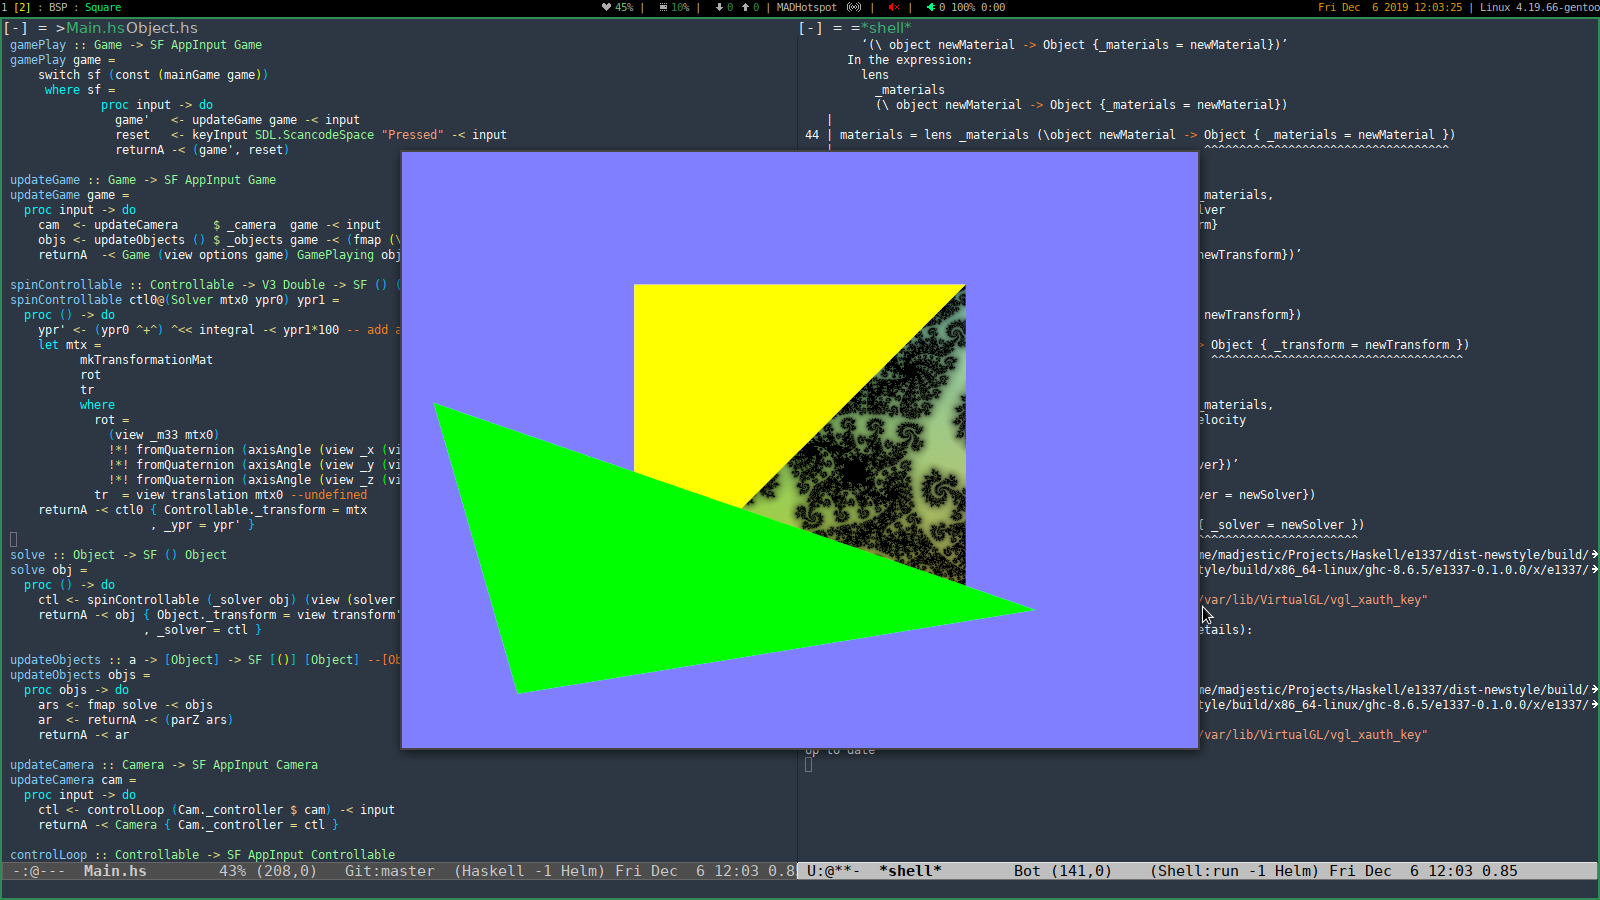 1 [2] : BSP : Square
45% | 10% | 0 0 | MADHotspot | | 0 100% 0:00
Fri Dec  6 2019 12:03:25 | Linux 4.19.66-gentoo
[-] = >Main.hsObject.hs
gamePlay :: Game -> SF AppInput Game
gamePlay game =
    switch sf (const (mainGame game))
     where sf =
             proc input -> do
               game'   <- updateGame game -< input
               reset   <- keyInput SDL.ScancodeSpace "Pressed" -< input
               returnA -< (game', reset)
updateGame :: Game -> SF AppInput Game
updateGame game =
  proc input -> do
    cam  <- updateCamera     $ _camera  game -< input
    objs <- updateObjects () $ _objects game -< (fmap (\
    returnA  -< Game (view options game) GamePlaying obj
spinControllable :: Controllable -> V3 Double -> SF () (
spinControllable ctl0@(Solver mtx0 ypr0) ypr1 =
  proc () -> do
    ypr' <- (ypr0 ^+^) ^<< integral -< ypr1*100 -- add a
    let mtx =
          mkTransformationMat
          rot
          tr
          where
            rot =
              (view _m33 mtx0)
              !*! fromQuaternion (axisAngle (view _x (vi
              !*! fromQuaternion (axisAngle (view _y (vi
              !*! fromQuaternion (axisAngle (view _z (vi
            tr  = view translation mtx0 --undefined
    returnA -< ctl0 { Controllable._transform = mtx
                    , _ypr = ypr' }
solve :: Object -> SF () Object
solve obj =
  proc () -> do
    ctl <- spinControllable (_solver obj) (view (solver
    returnA -< obj { Object._transform = view transform'
                   , _solver = ctl }
updateObjects :: a -> [Object] -> SF [()] [Object] --[Ob
updateObjects objs =
  proc objs -> do
    ars <- fmap solve -< objs
    ar  <- returnA -< (parZ ars)
    returnA -< ar
updateCamera :: Camera -> SF AppInput Camera
updateCamera cam =
  proc input -> do
    ctl <- controlLoop (Cam._controller $ cam) -< input
    returnA -< Camera { Cam._controller = ctl }
controlLoop :: Controllable -> SF AppInput Controllable
-:@---  Main.hs        43% (208,0)   Git:master  (Haskell -1 Helm) Fri Dec  6 12:03 0.8
[-] = =*shell*
‘(\ object newMaterial -> Object {_materials = newMaterial})’
In the expression:
  lens
    _materials
    (\ object newMaterial -> Object {_materials = newMaterial})
|
44 | materials = lens _materials (\object newMaterial -> Object { _materials = newMaterial })
| ^^^^^^^^^^^^^^^^^^^^^^^^^^^^^^^^^^
_materials,
lver
rm}
ewTransform})’
newTransform})
> Object { _transform = newTransform })
^^^^^^^^^^^^^^^^^^^^^^^^^^^^^^^^^^^^
_materials,
elocity
ver})’
ver = newSolver})
{ _solver = newSolver })
^^^^^^^^^^^^^^^^^^^^^^^
me/madjestic/Projects/Haskell/e1337/dist-newstyle/build/
tyle/build/x86_64-linux/ghc-8.6.5/e1337-0.1.0.0/x/e1337/
/var/lib/VirtualGL/vgl_xauth_key"
etails):
me/madjestic/Projects/Haskell/e1337/dist-newstyle/build/
tyle/build/x86_64-linux/ghc-8.6.5/e1337-0.1.0.0/x/e1337/
/var/lib/VirtualGL/vgl_xauth_key"
Up to date
U:@**-  *shell*        Bot (141,0)    (Shell:run -1 Helm) Fri Dec  6 12:03 0.85